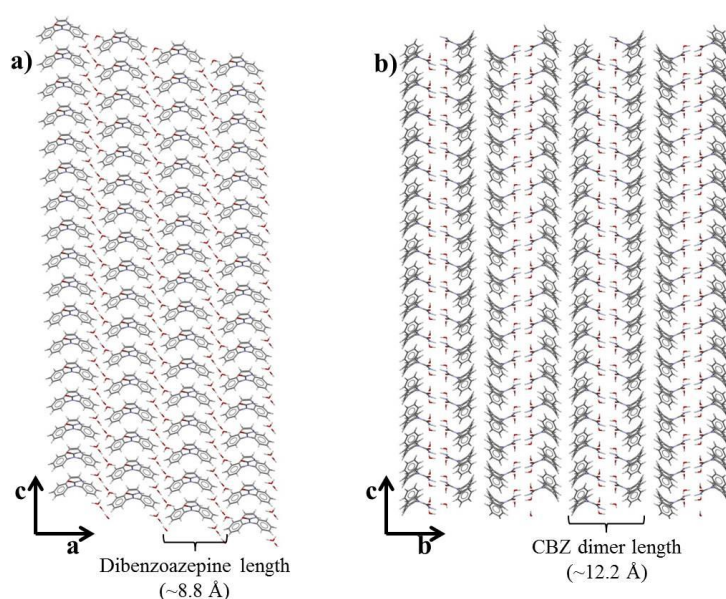 a)
c
a
Dibenzoazepine length
(~8.8 Å)
b)
c
b
CBZ dimer length
(~12.2 Å)